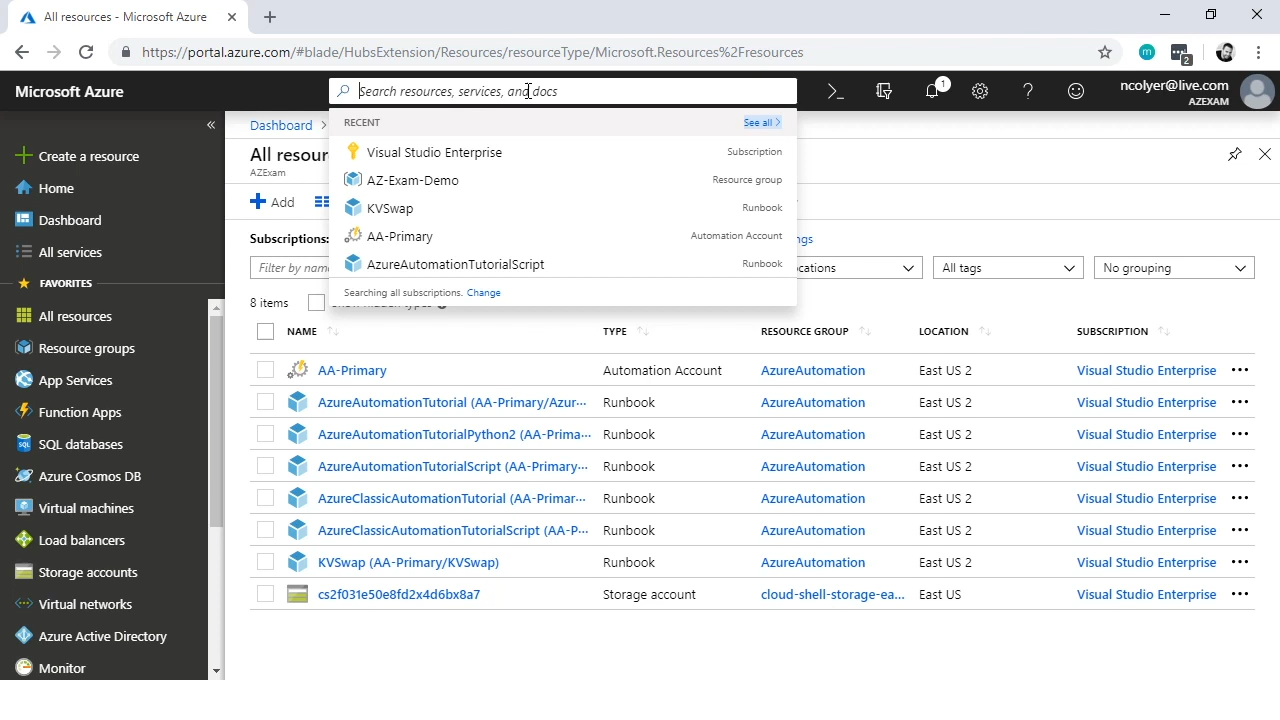 All resources - Microsoft Azure
https://portal.azure.com/#blade/HubsExtension/Resources/resourceType/Microsoft.Resources%2Fresources
m
2
Microsoft Azure
Search resources, services, and docs
1
ncolyer@live.com
AZEXAM
RECENT
See all >
Visual Studio Enterprise Subscription
AZ-Exam-Demo Resource group
KVSwap Runbook
AA-Primary Automation Account
AzureAutomationTutorialScript Runbook
Searching all subscriptions. Change
Create a resource
Home
Dashboard
All services
FAVORITES
All resources
Resource groups
App Services
Function Apps
SQL databases
Azure Cosmos DB
Virtual machines
Load balancers
Storage accounts
Virtual networks
Azure Active Directory
Monitor
Dashboard >
All resour
AZExam
Add
Subscriptions: ngs
Filter by name ocations All tags No grouping
8 items
NAME TYPE RESOURCE GROUP LOCATION SUBSCRIPTION
AA-Primary Automation Account AzureAutomation East US 2 Visual Studio Enterprise
AzureAutomationTutorial (AA-Primary/Azur... Runbook AzureAutomation East US 2 Visual Studio Enterprise
AzureAutomationTutorialPython2 (AA-Prima... Runbook AzureAutomation East US 2 Visual Studio Enterprise
AzureAutomationTutorialScript (AA-Primary... Runbook AzureAutomation East US 2 Visual Studio Enterprise
AzureClassicAutomationTutorial (AA-Primar... Runbook AzureAutomation East US 2 Visual Studio Enterprise
AzureClassicAutomationTutorialScript (AA-P... Runbook AzureAutomation East US 2 Visual Studio Enterprise
KVSwap (AA-Primary/KVSwap) Runbook AzureAutomation East US 2 Visual Studio Enterprise
cs2f031e50e8fd2x4d6bx8a7 Storage account cloud-shell-storage-ea... East US Visual Studio Enterprise